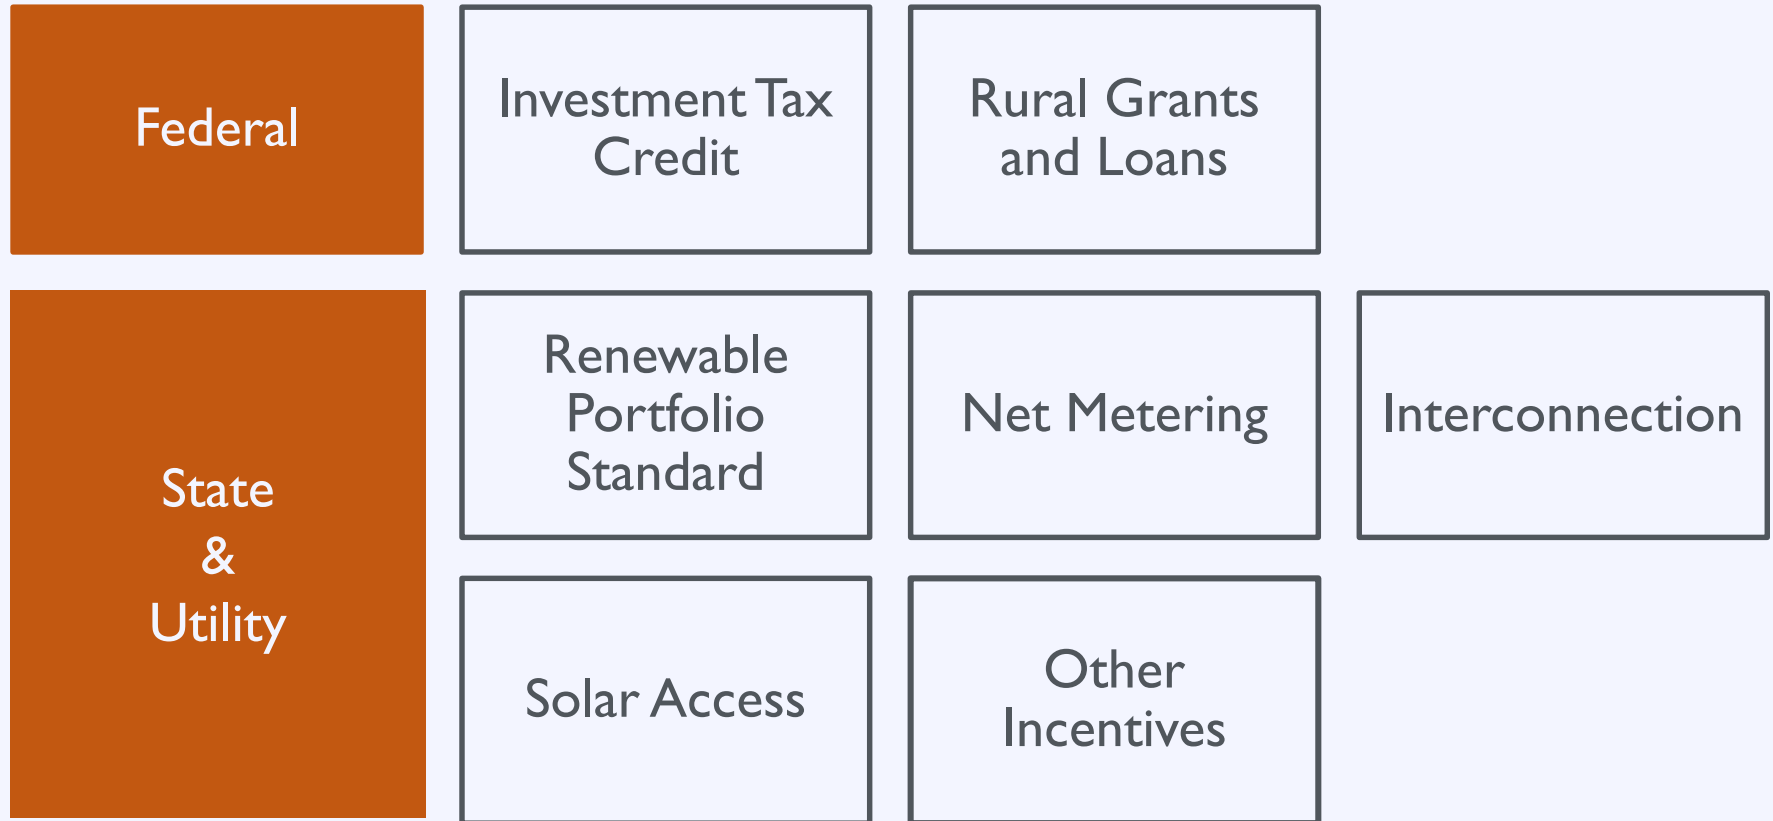 Federal
Investment Tax
Credit
Rural Grants
and Loans
State
&
Utility
Renewable
Portfolio
Standard
Net Metering
Interconnection
Solar Access
Other
Incentives